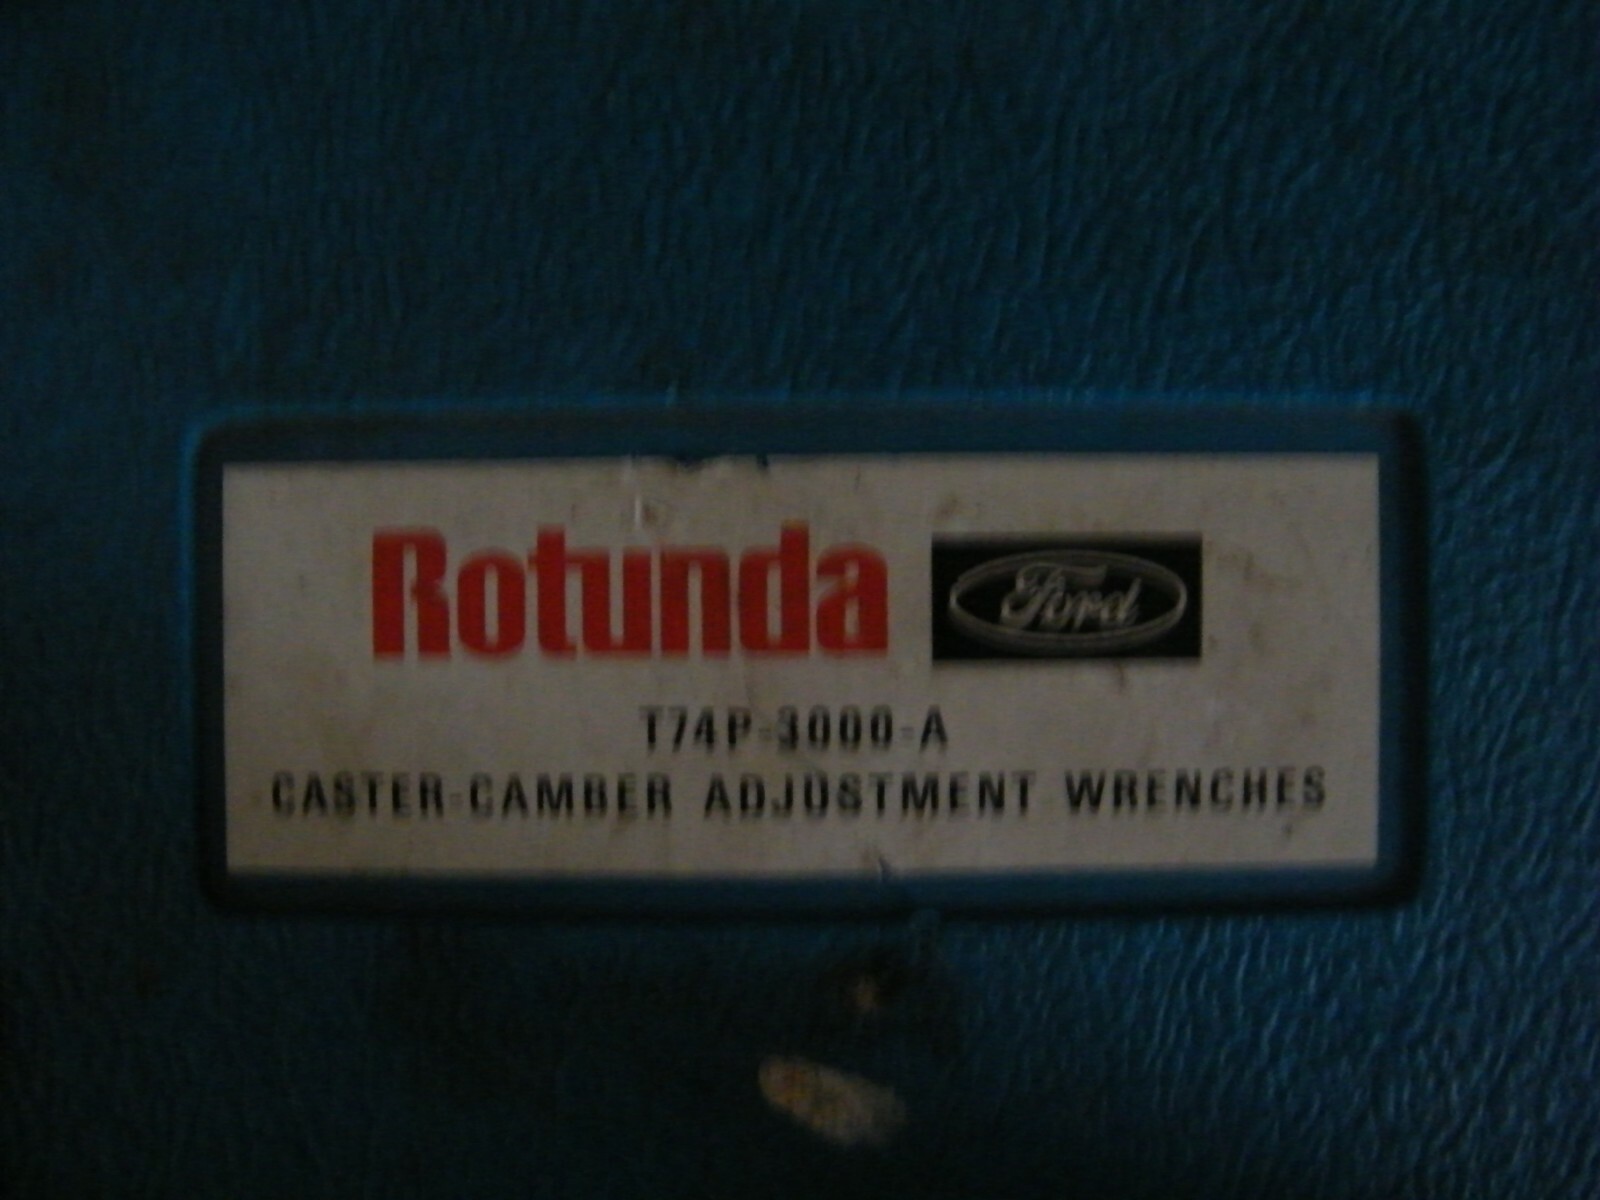 Rotunda Ford
T74P-3000-A
CASTER-CAMBER ADJUSTMENT WRENCHES